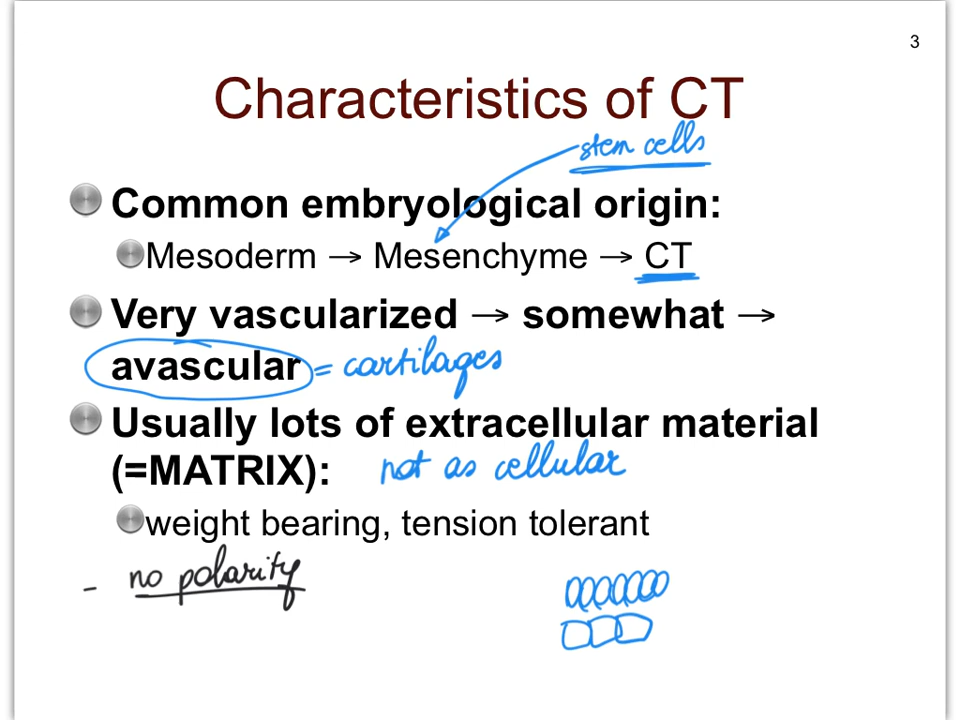 3
Characteristics of CT
stem cells
Common embryological origin:
Mesoderm → Mesenchyme → CT
Very vascularized → somewhat →
avascular = cartilages
Usually lots of extracellular material
(=MATRIX): not as cellular
weight bearing, tension tolerant
- no polarity